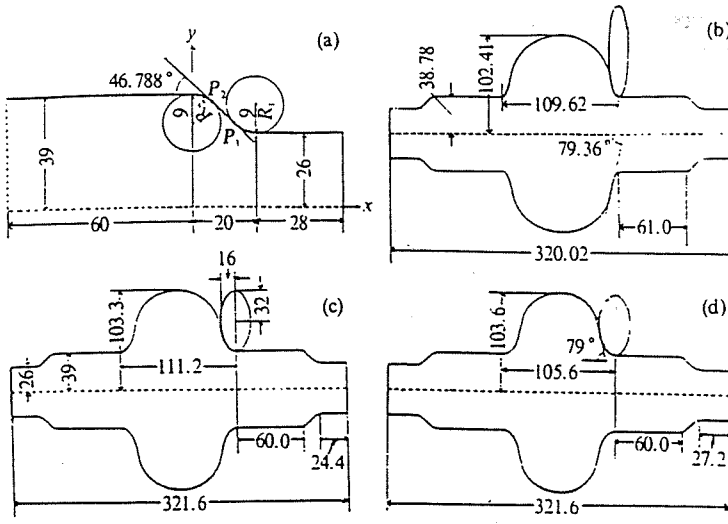 (a)
y
46.788°
P₂
9
R₂
9
R₁
P₁
39
26
x
60
20
28
(b)
38.78
102.41
109.62
79.36°
61.0
320.02
(c)
16
32
103.3
26
39
111.2
60.0
24.4
321.6
(d)
103.6
79°
105.6
60.0
27.2
321.6